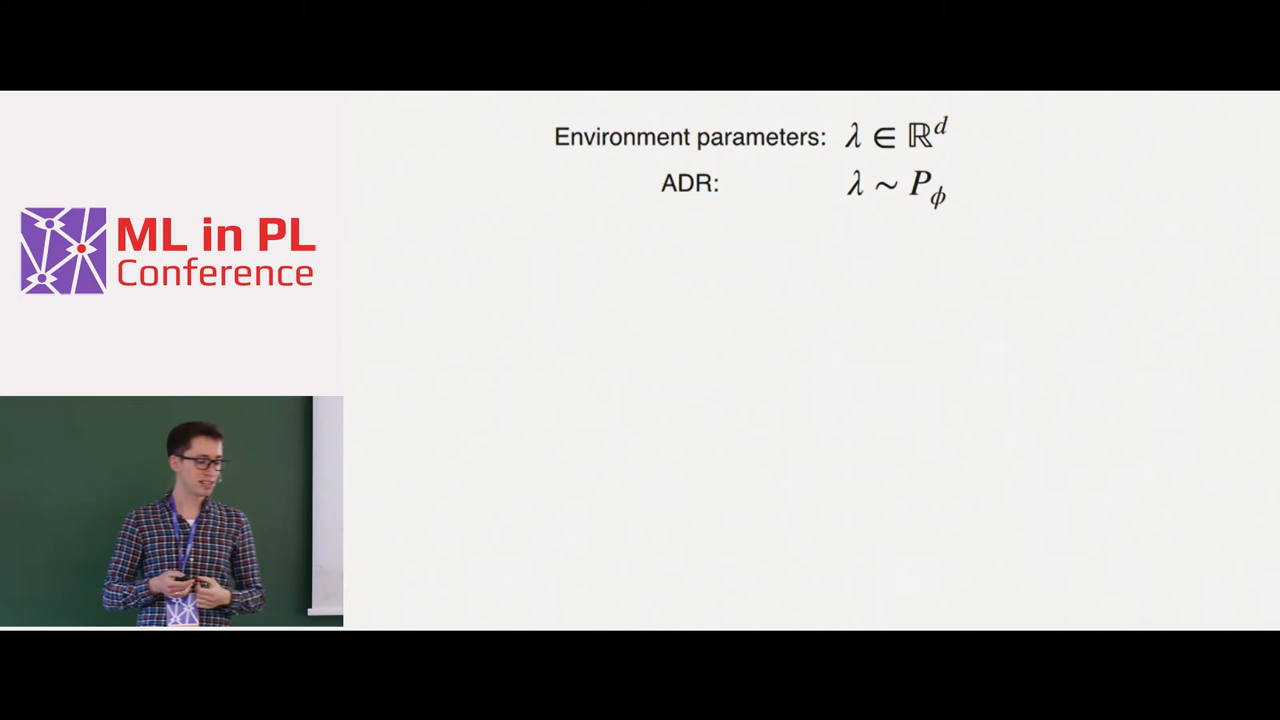 ML in PL
Conference
Environment parameters: λ ∈ ℝ^d
ADR: λ ∼ P_ϕ